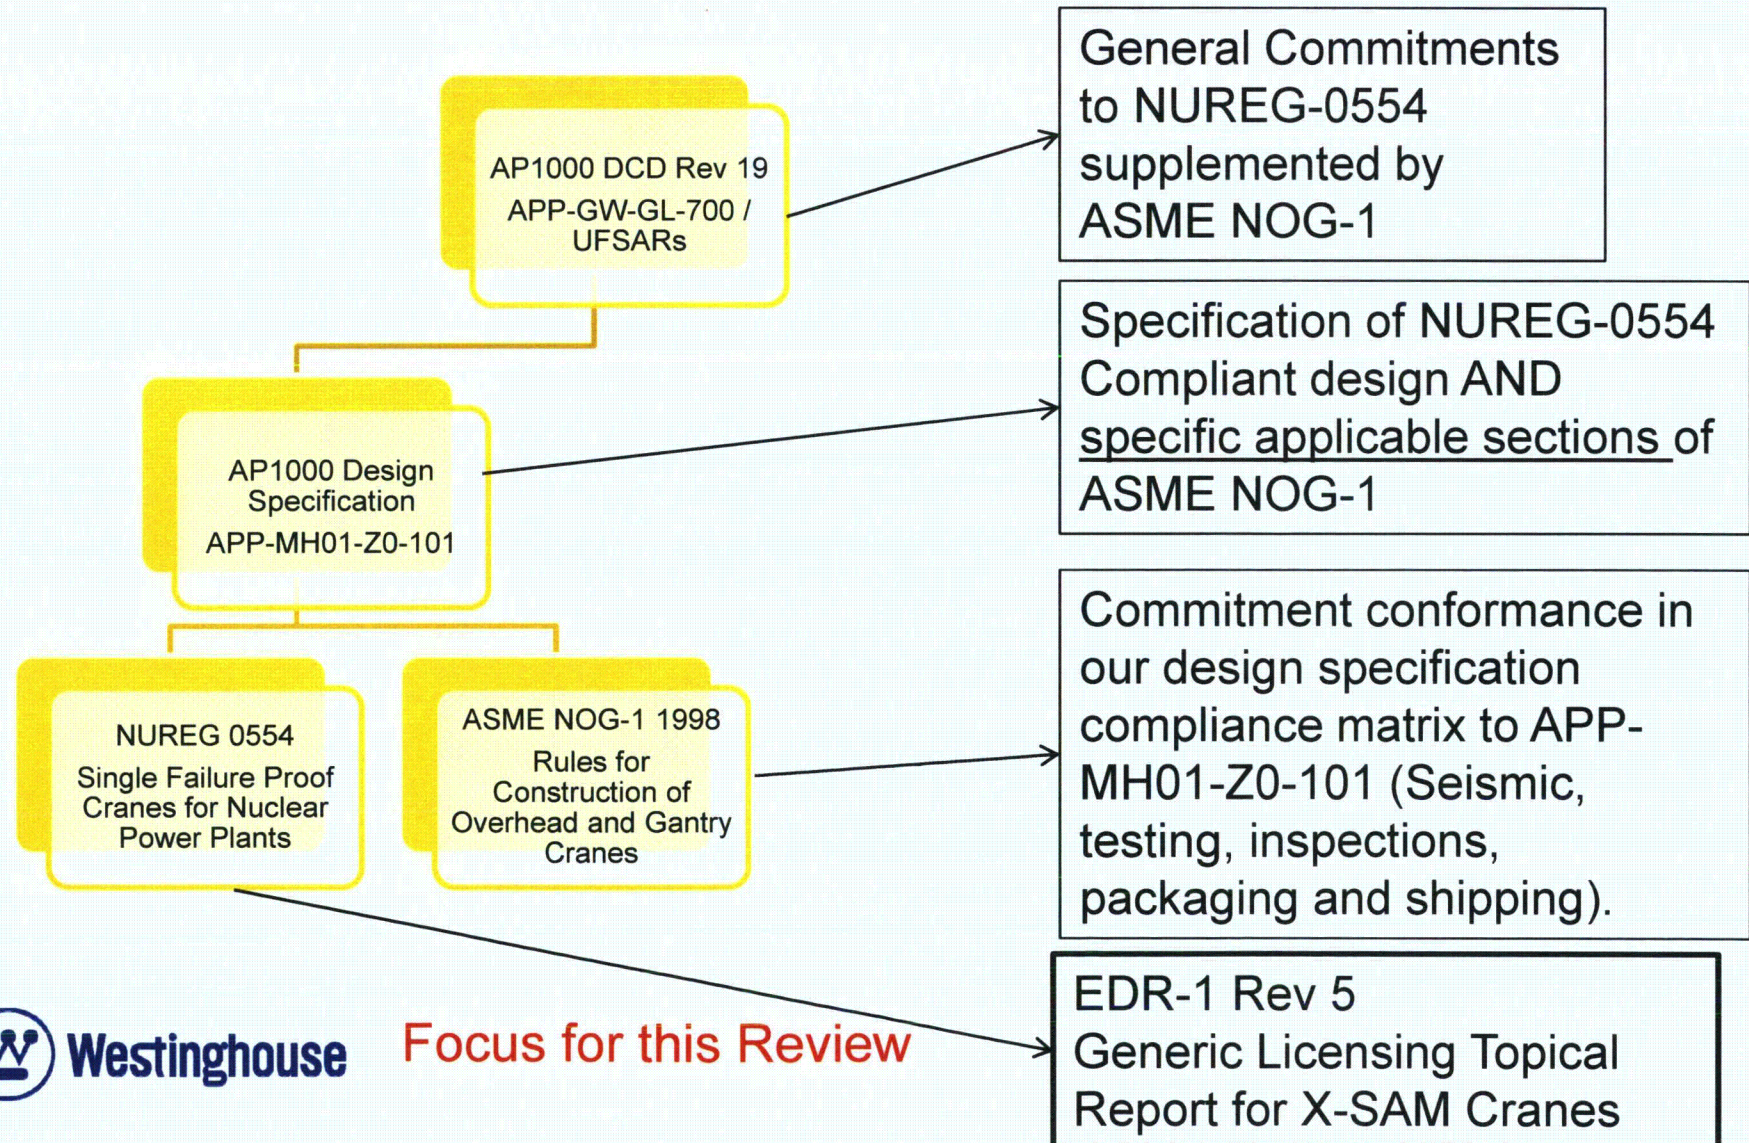 AP1000 DCD Rev 19
APP-GW-GL-700 /
UFSARs
General Commitments
to NUREG-0554
supplemented by
ASME NOG-1
AP1000 Design
Specification
APP-MH01-Z0-101
Specification of NUREG-0554
Compliant design AND
specific applicable sections of
ASME NOG-1
NUREG 0554
Single Failure Proof
Cranes for Nuclear
Power Plants
ASME NOG-1 1998
Rules for
Construction of
Overhead and Gantry
Cranes
Commitment conformance in
our design specification
compliance matrix to APP-
MH01-Z0-101 (Seismic,
testing, inspections,
packaging and shipping).
EDR-1 Rev 5
Generic Licensing Topical
Report for X-SAM Cranes
Westinghouse
Focus for this Review